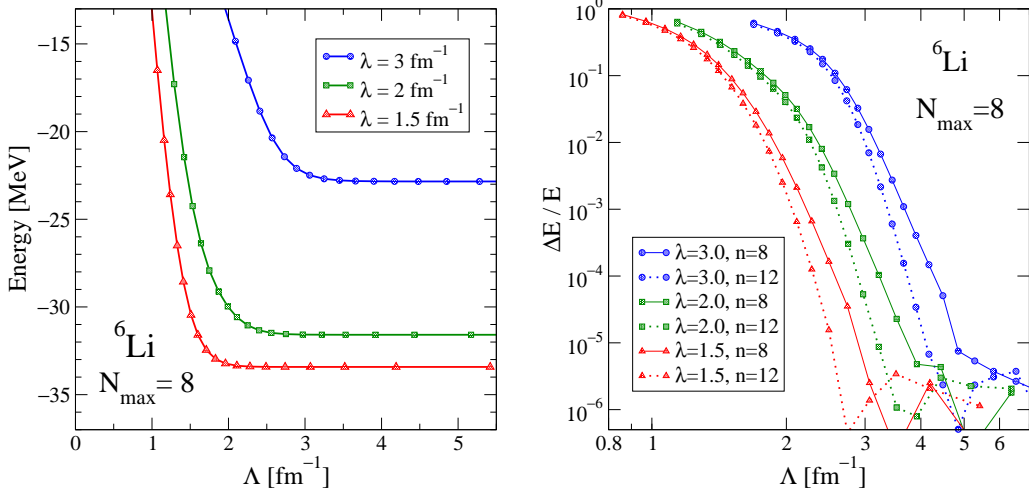 Energy [MeV]
−15
−20
−25
−30
−35
0
1
2
3
4
5
Λ [fm⁻¹]
λ = 3 fm⁻¹
λ = 2 fm⁻¹
λ = 1.5 fm⁻¹
⁶Li
N_max = 8
ΔE / E
10⁰
10⁻¹
10⁻²
10⁻³
10⁻⁴
10⁻⁵
10⁻⁶
0.8
1
2
3
4
5
6
Λ [fm⁻¹]
⁶Li
N_max=8
λ=3.0, n=8
λ=3.0, n=12
λ=2.0, n=8
λ=2.0, n=12
λ=1.5, n=8
λ=1.5, n=12